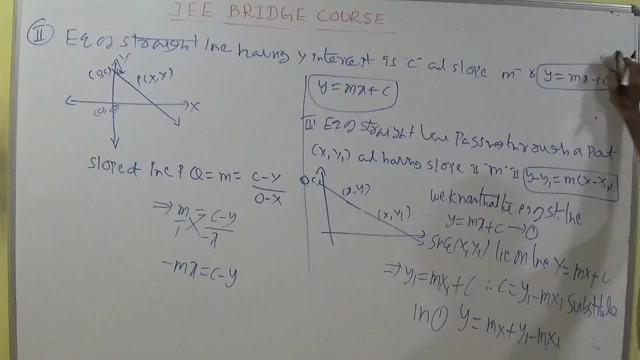 JEE BRIDGE COURSE
II Eq of straight line having y intercept is 'c' and slope 'm' is y = mx + c
Y
(0,c) Q
P(X,Y)
(0,0)
X
slope of line PQ = m = c-y / 0-x
⇒ m/1 = c-y / -x
-mx = c-y
y = mx + c
III Eq of straight line passing through a point
(x1,y1) and having slope is 'm' is y-y1 = m(x-x1)
(x,y)
(x1,y1)
we know that the eq of st. line
y = mx + c → ①
since (x1,y1) lie on line y = mx + c
⇒ y1 = mx1 + c ∴ c = y1 - mx1 substitute
in ① y = mx + y1 - mx1